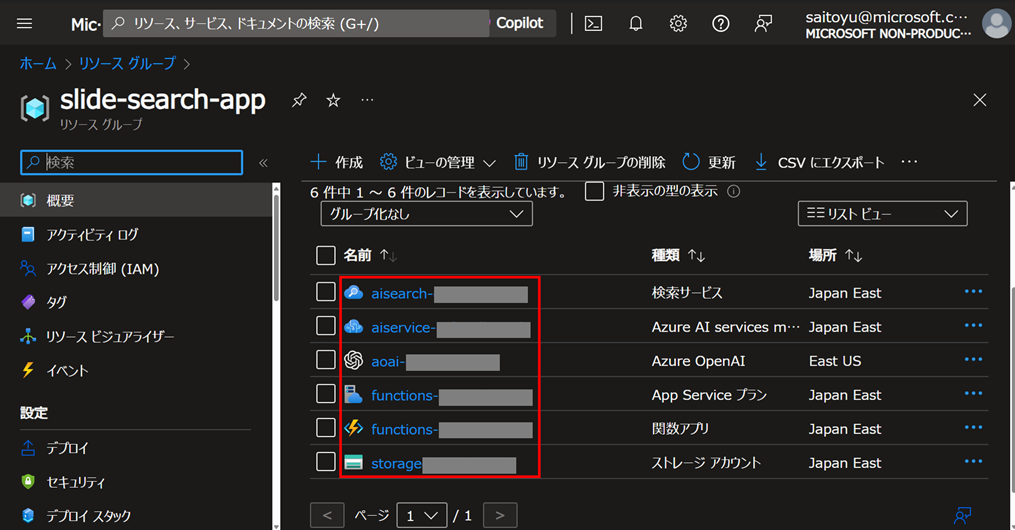 Mic· リソース、サービス、ドキュメントの検索 (G+/) Copilot saitoyu@microsoft.c···
MICROSOFT NON-PRODUC···
ホーム > リソース グループ >
slide-search-app
リソース グループ
検索
概要
アクティビティ ログ
アクセス制御 (IAM)
タグ
リソース ビジュアライザー
イベント
設定
デプロイ
セキュリティ
デプロイ スタック
作成 ビューの管理 リソース グループの削除 更新 CSV にエクスポート ···
6 件中 1 ～ 6 件のレコードを表示しています。 非表示の型の表示
グループ化なし リスト ビュー
名前 種類 場所
aisearch- 検索サービス Japan East
aiservice- Azure AI services m··· Japan East
aoai- Azure OpenAI East US
functions- App Service プラン Japan East
functions- 関数アプリ Japan East
storage ストレージ アカウント Japan East
< ページ 1 / 1 >